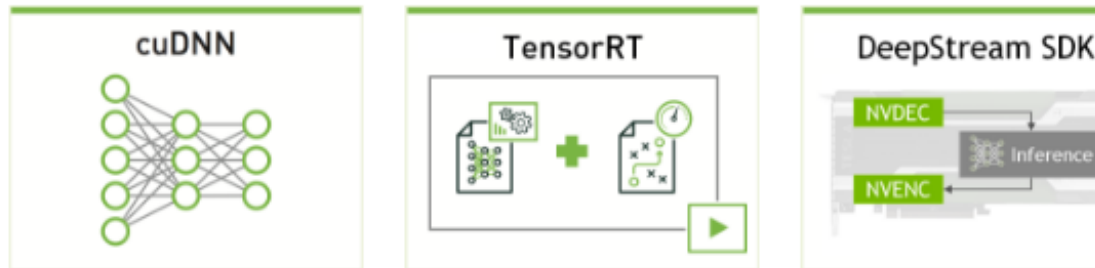 cuDNN
TensorRT
DeepStream SDK
NVDEC
Inference
NVENC